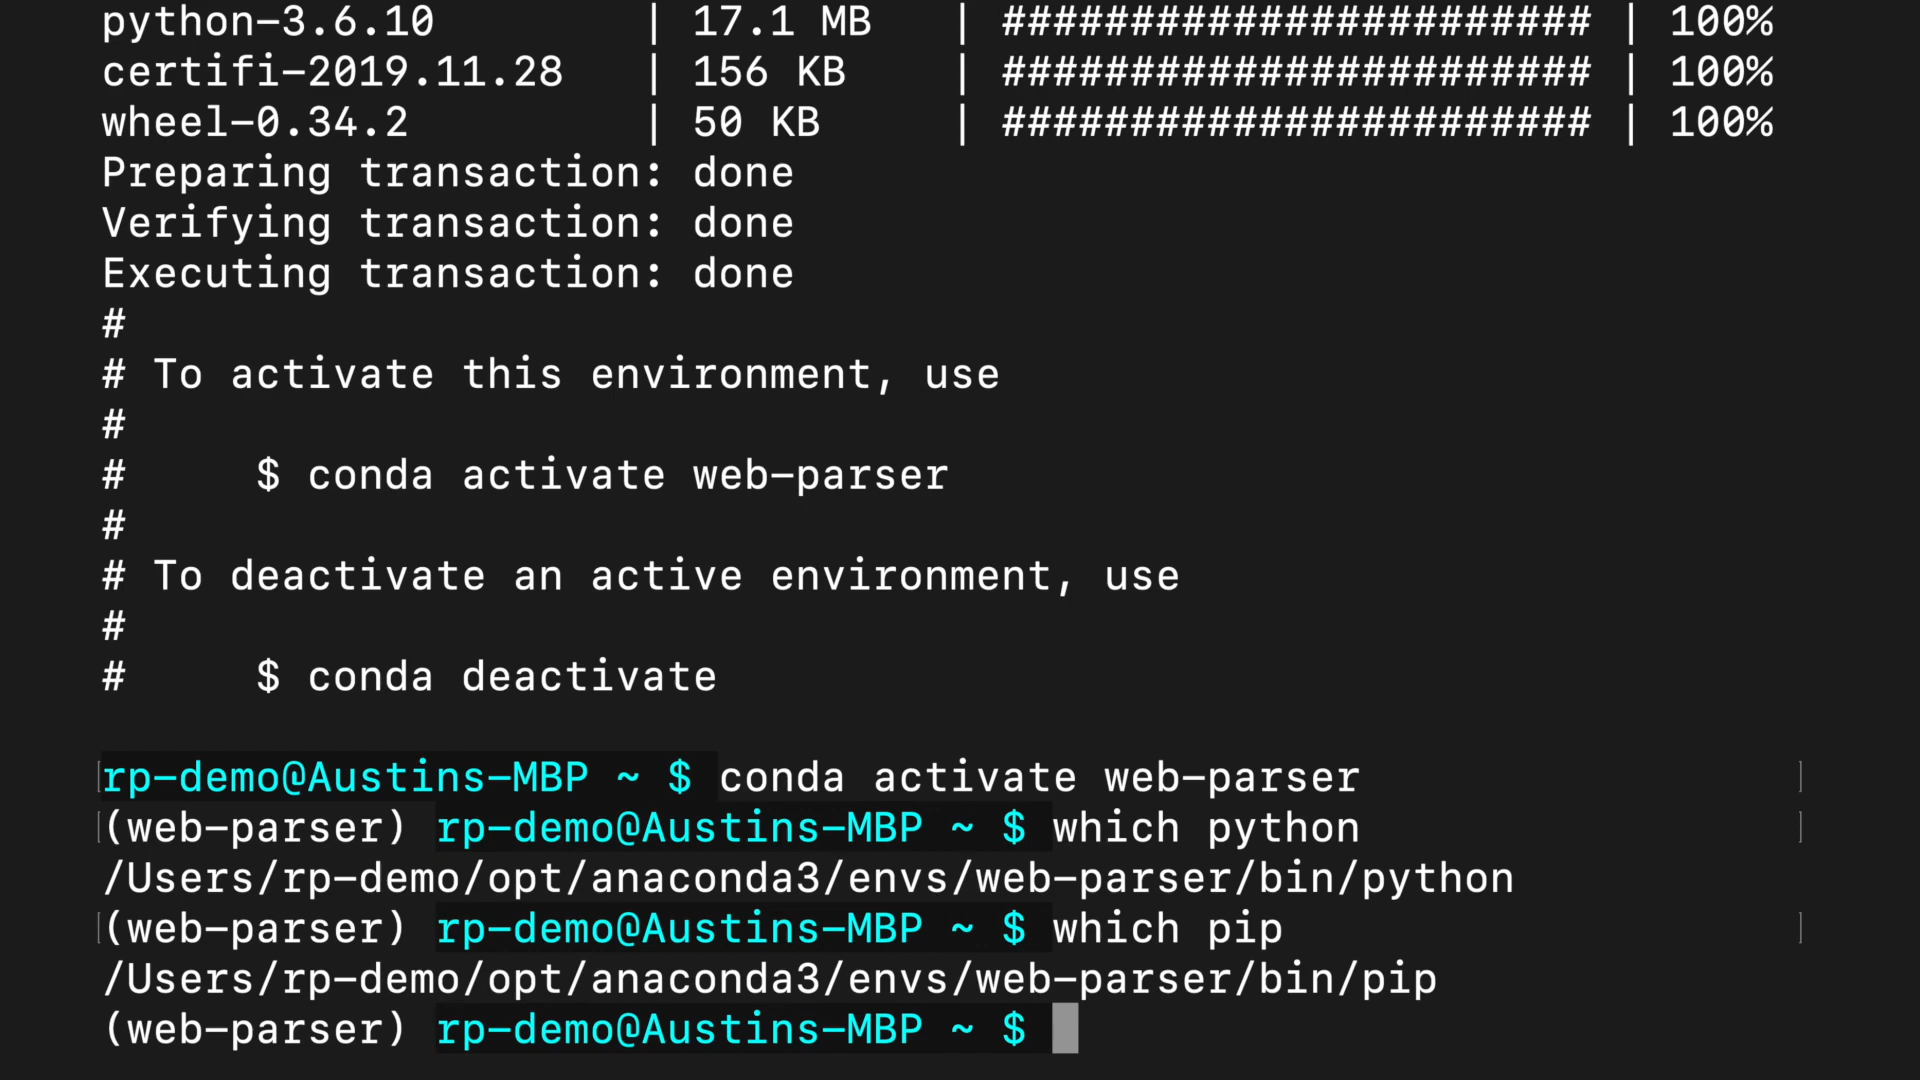 python-3.6.10 | 17.1 MB | ####################### | 100%
certifi-2019.11.28 | 156 KB | ####################### | 100%
wheel-0.34.2 | 50 KB | ####################### | 100%
Preparing transaction: done
Verifying transaction: done
Executing transaction: done
#
# To activate this environment, use
#
#     $ conda activate web-parser
#
# To deactivate an active environment, use
#
#     $ conda deactivate
[rp-demo@Austins-MBP ~ $ conda activate web-parser ]
[(web-parser) rp-demo@Austins-MBP ~ $ which python ]
/Users/rp-demo/opt/anaconda3/envs/web-parser/bin/python
[(web-parser) rp-demo@Austins-MBP ~ $ which pip ]
/Users/rp-demo/opt/anaconda3/envs/web-parser/bin/pip
(web-parser) rp-demo@Austins-MBP ~ $